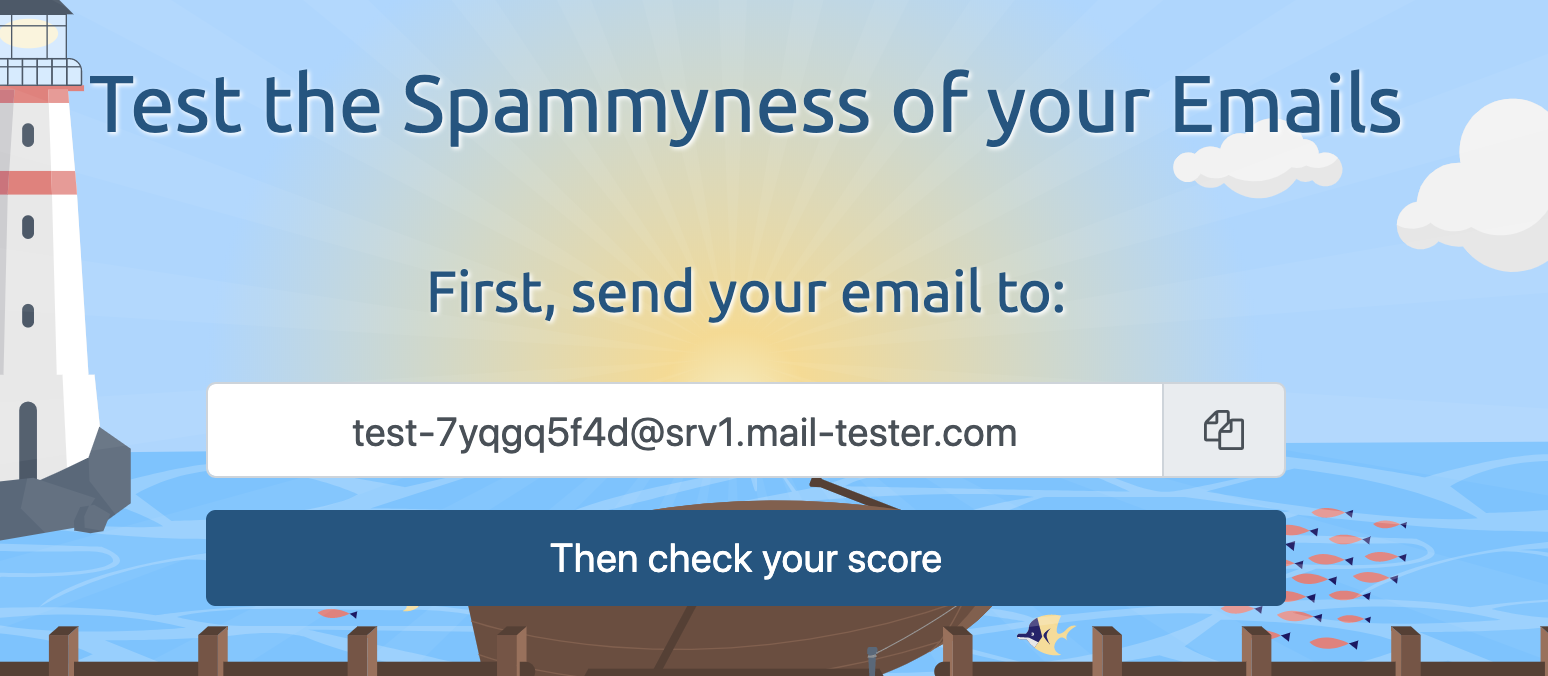 Test the Spammyness of your Emails
First, send your email to:
test-7yqgq5f4d@srv1.mail-tester.com
Then check your score